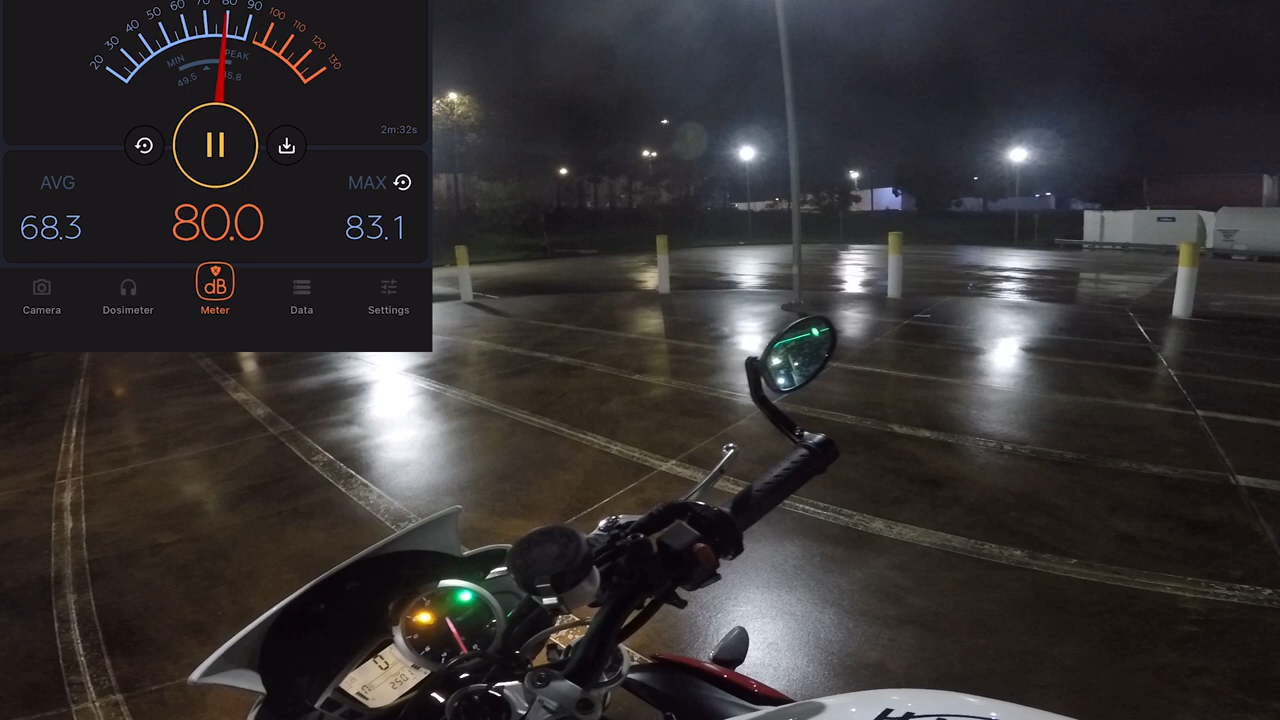 20 30 40 50 60 70 80 90 100 110 120 130
MIN PEAK
49.5
2m:32s
AVG
MAX
68.3
80.0
83.1
dB
Camera
Dosimeter
Meter
Data
Settings
0